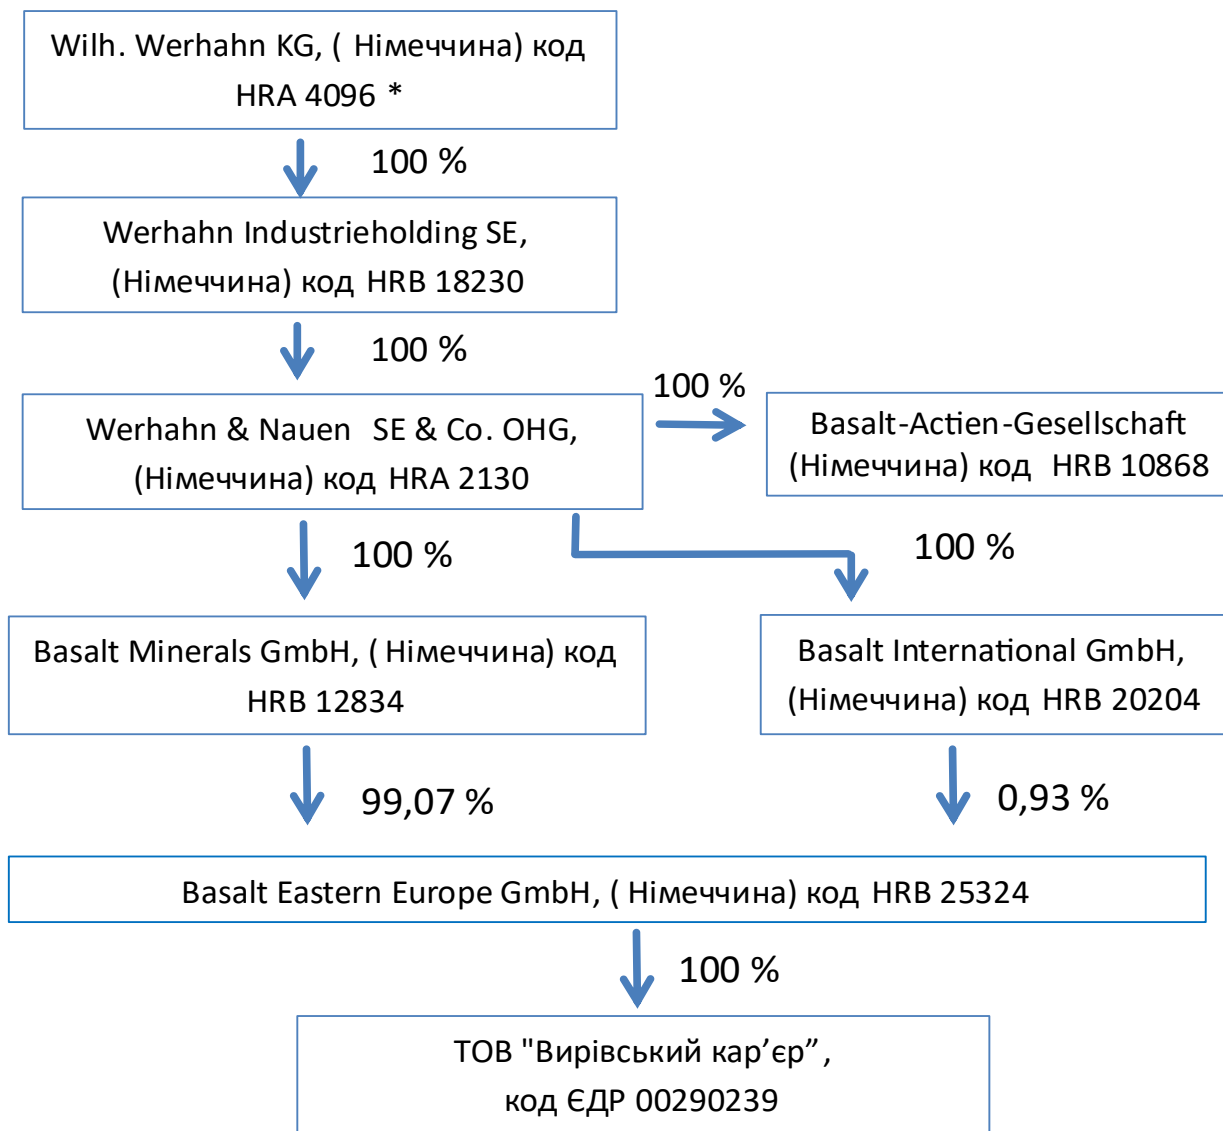 Wilh. Werhahn KG, ( Німеччина) код
HRA 4096 *
100 %
Werhahn Industrieholding SE,
(Німеччина) код HRB 18230
100 %
Werhahn & Nauen SE & Co. OHG,
(Німеччина) код HRA 2130
100 %
Basalt-Actien-Gesellschaft
(Німеччина) код HRB 10868
100 %
100 %
Basalt Minerals GmbH, ( Німеччина) код
HRB 12834
Basalt International GmbH,
(Німеччина) код HRB 20204
99,07 %
0,93 %
Basalt Eastern Europe GmbH, ( Німеччина) код HRB 25324
100 %
ТОВ "Вирівський кар’єр”,
код ЄДР 00290239